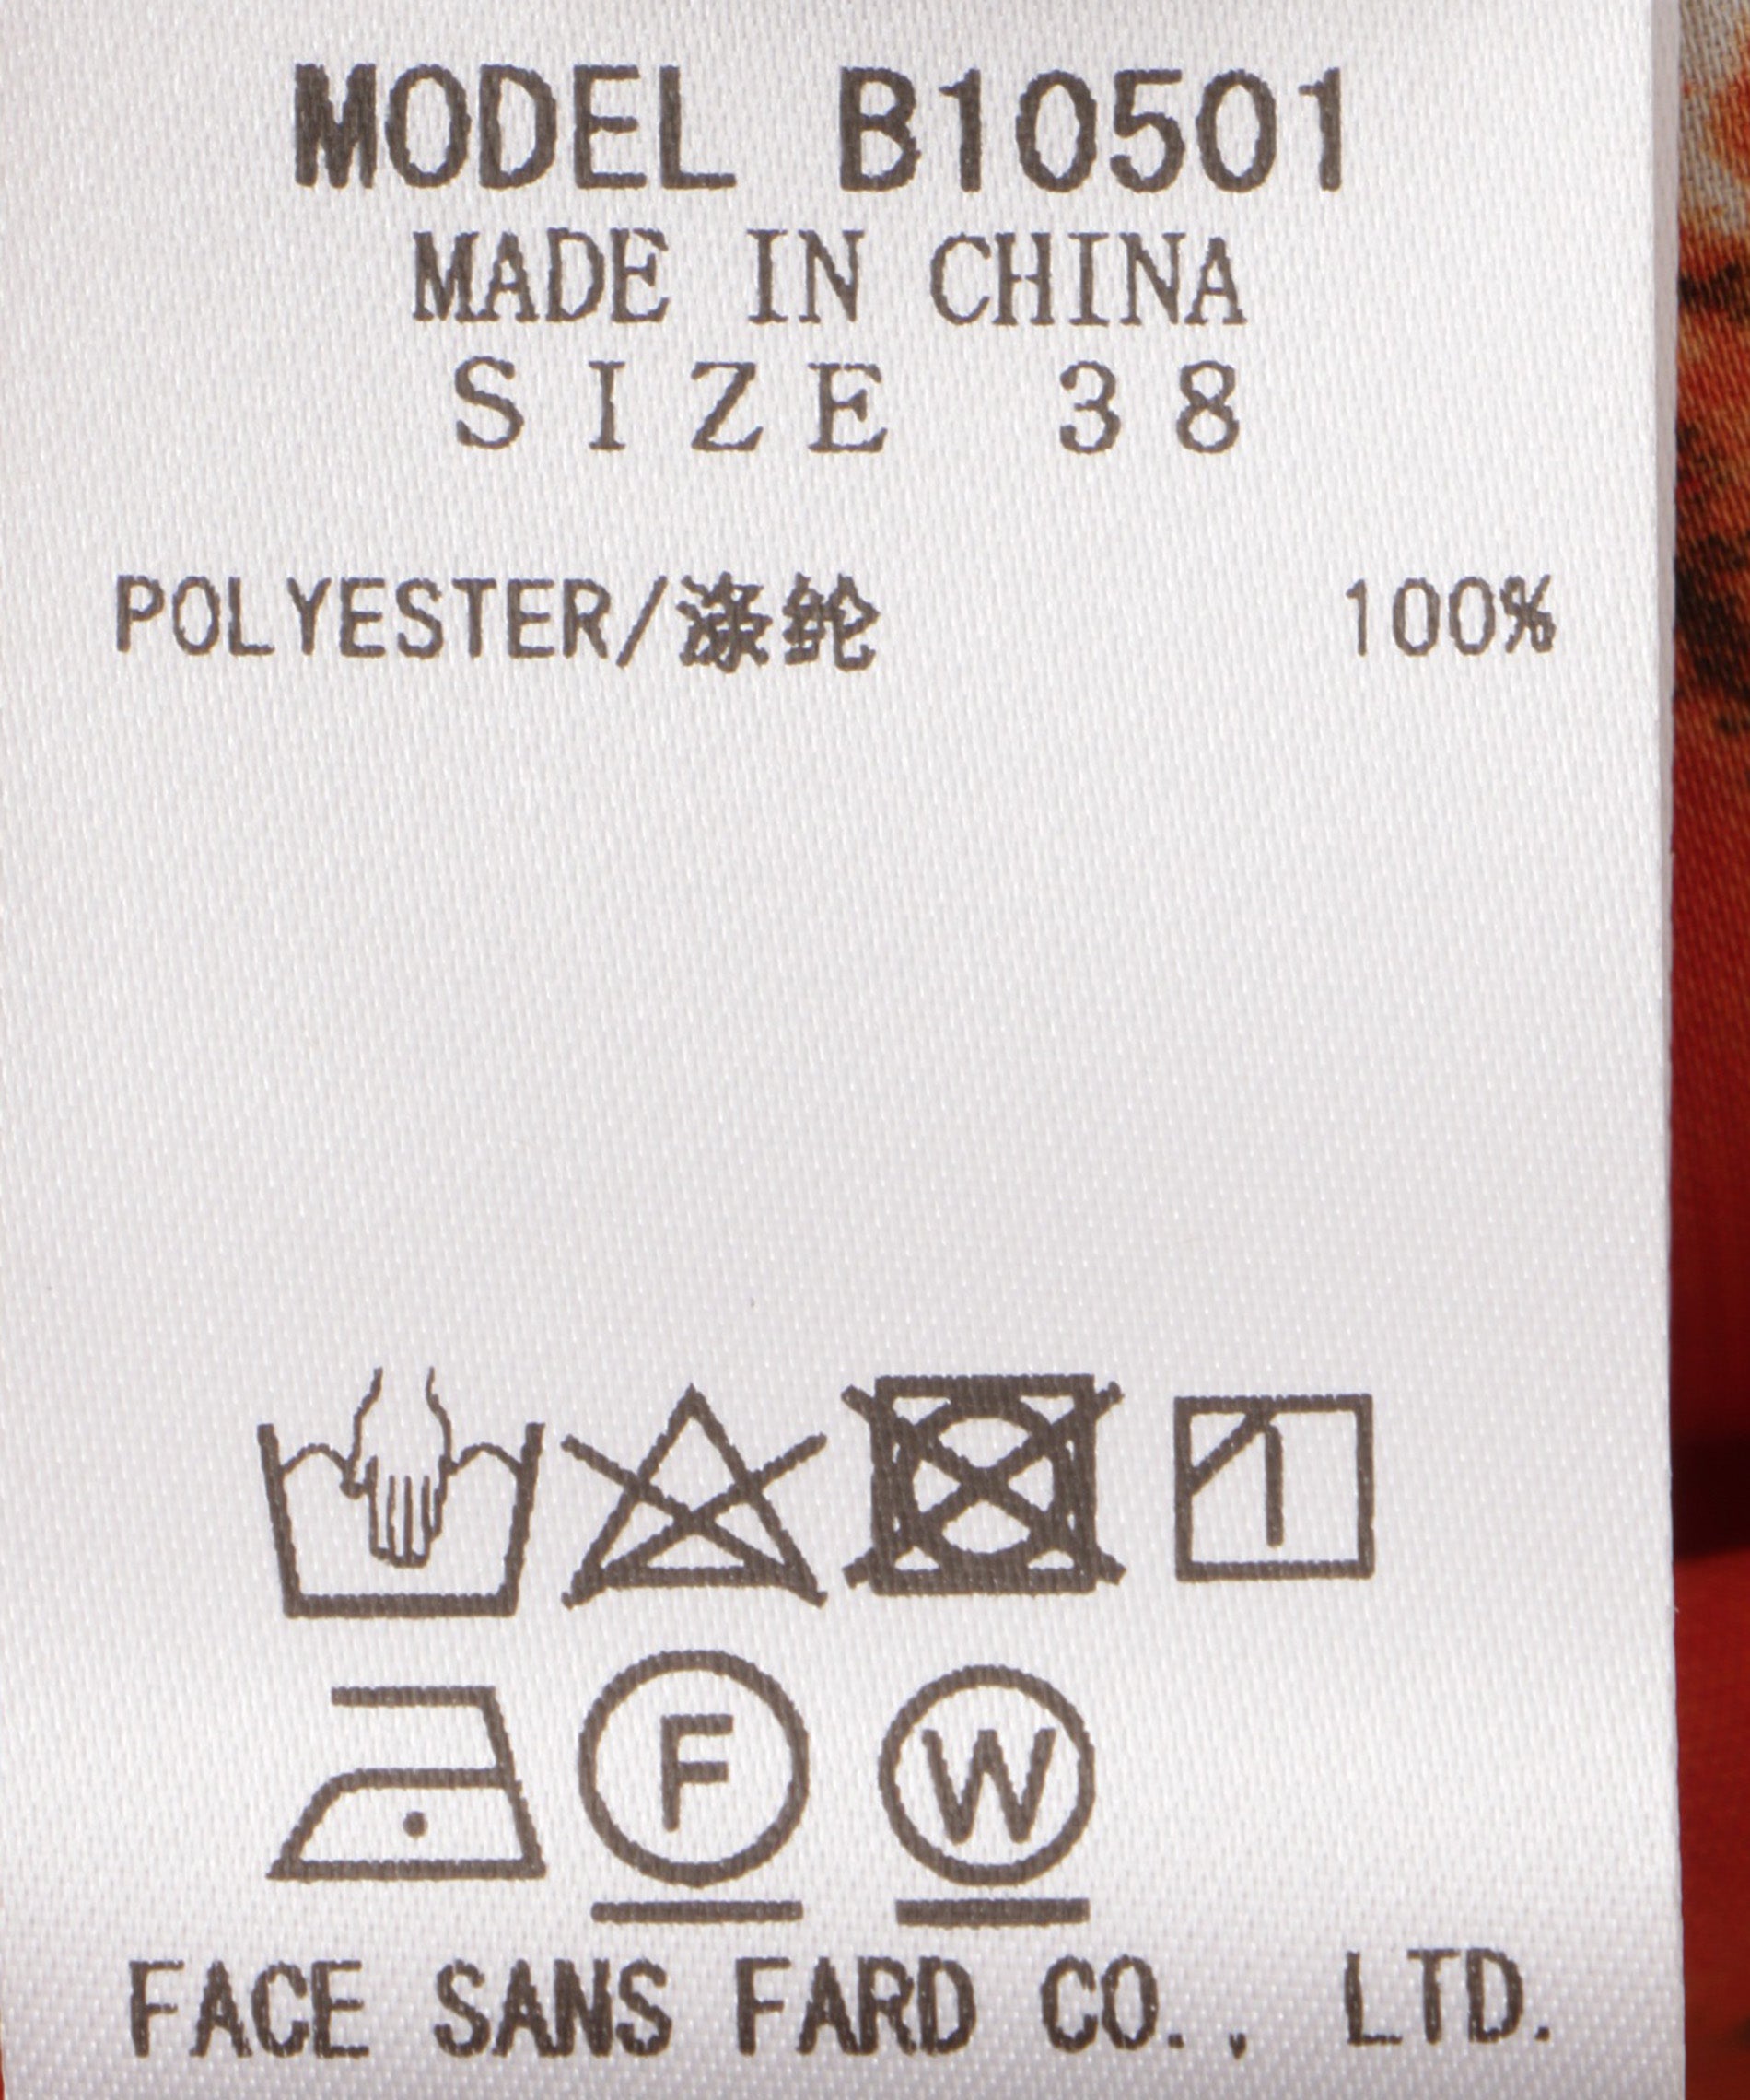 MODEL B10501
MADE IN CHINA
SIZE 38
POLYESTER/涤纶 100%
F W
FACE SANS FARD CO., LTD.